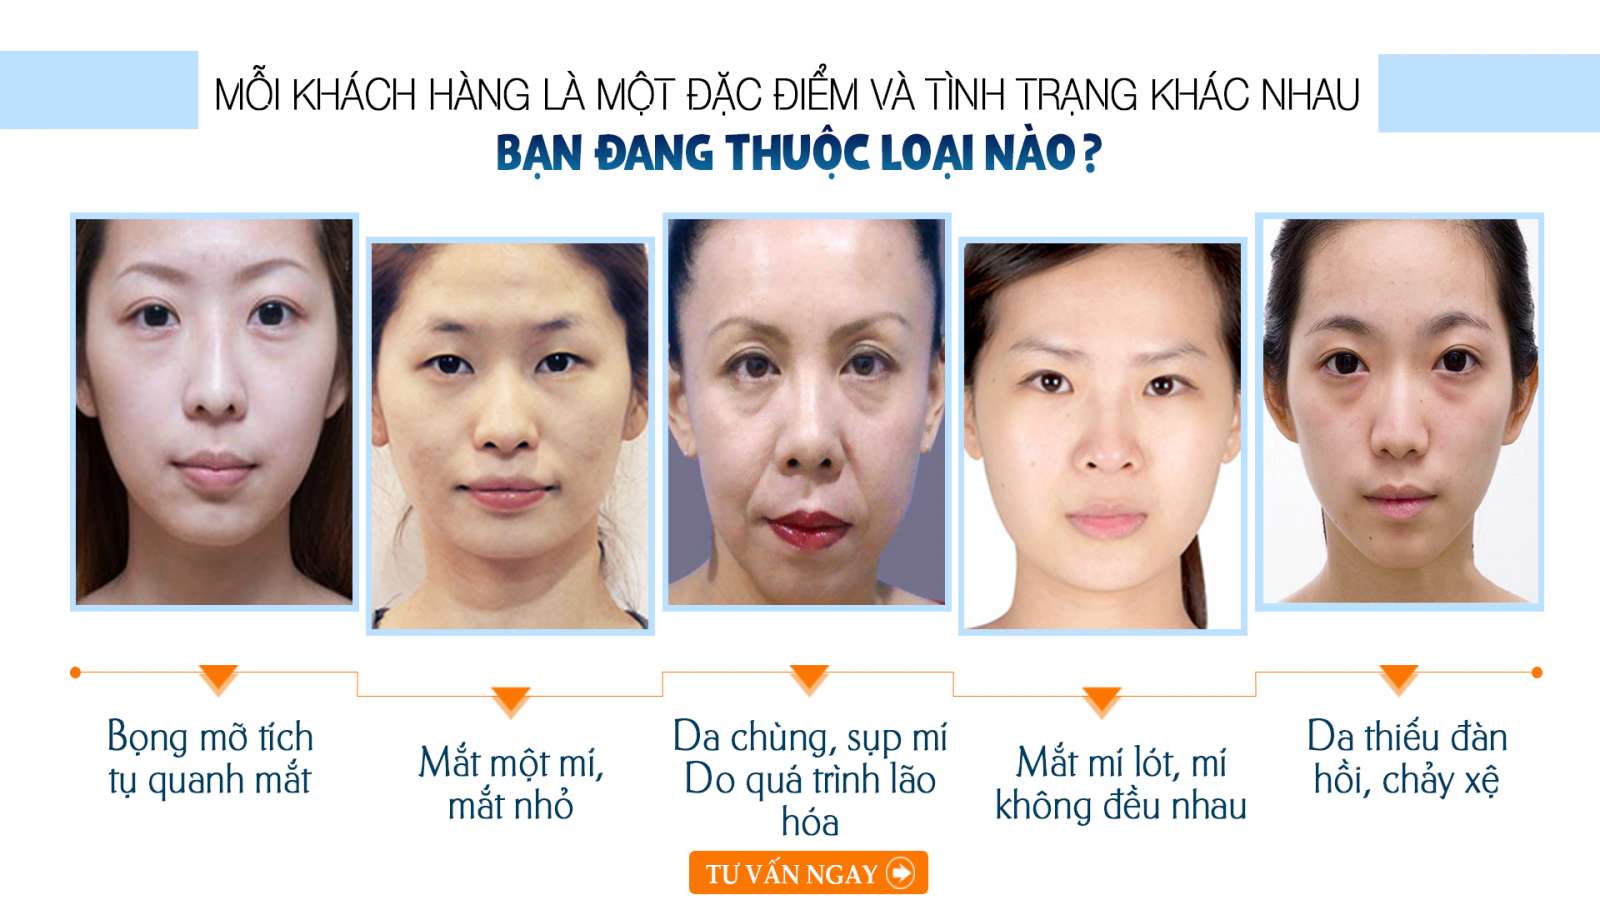 MỖI KHÁCH HÀNG LÀ MỘT ĐẶC ĐIỂM VÀ TÌNH TRẠNG KHÁC NHAU
BẠN ĐANG THUỘC LOẠI NÀO?
Bọng mỡ tích
tụ quanh mắt
Mắt một mí,
mắt nhỏ
Da chùng, sụp mí
Do quá trình lão
hóa
Mắt mí lót, mí
không đều nhau
Da thiếu đàn
hồi, chảy xệ
TƯ VẤN NGAY